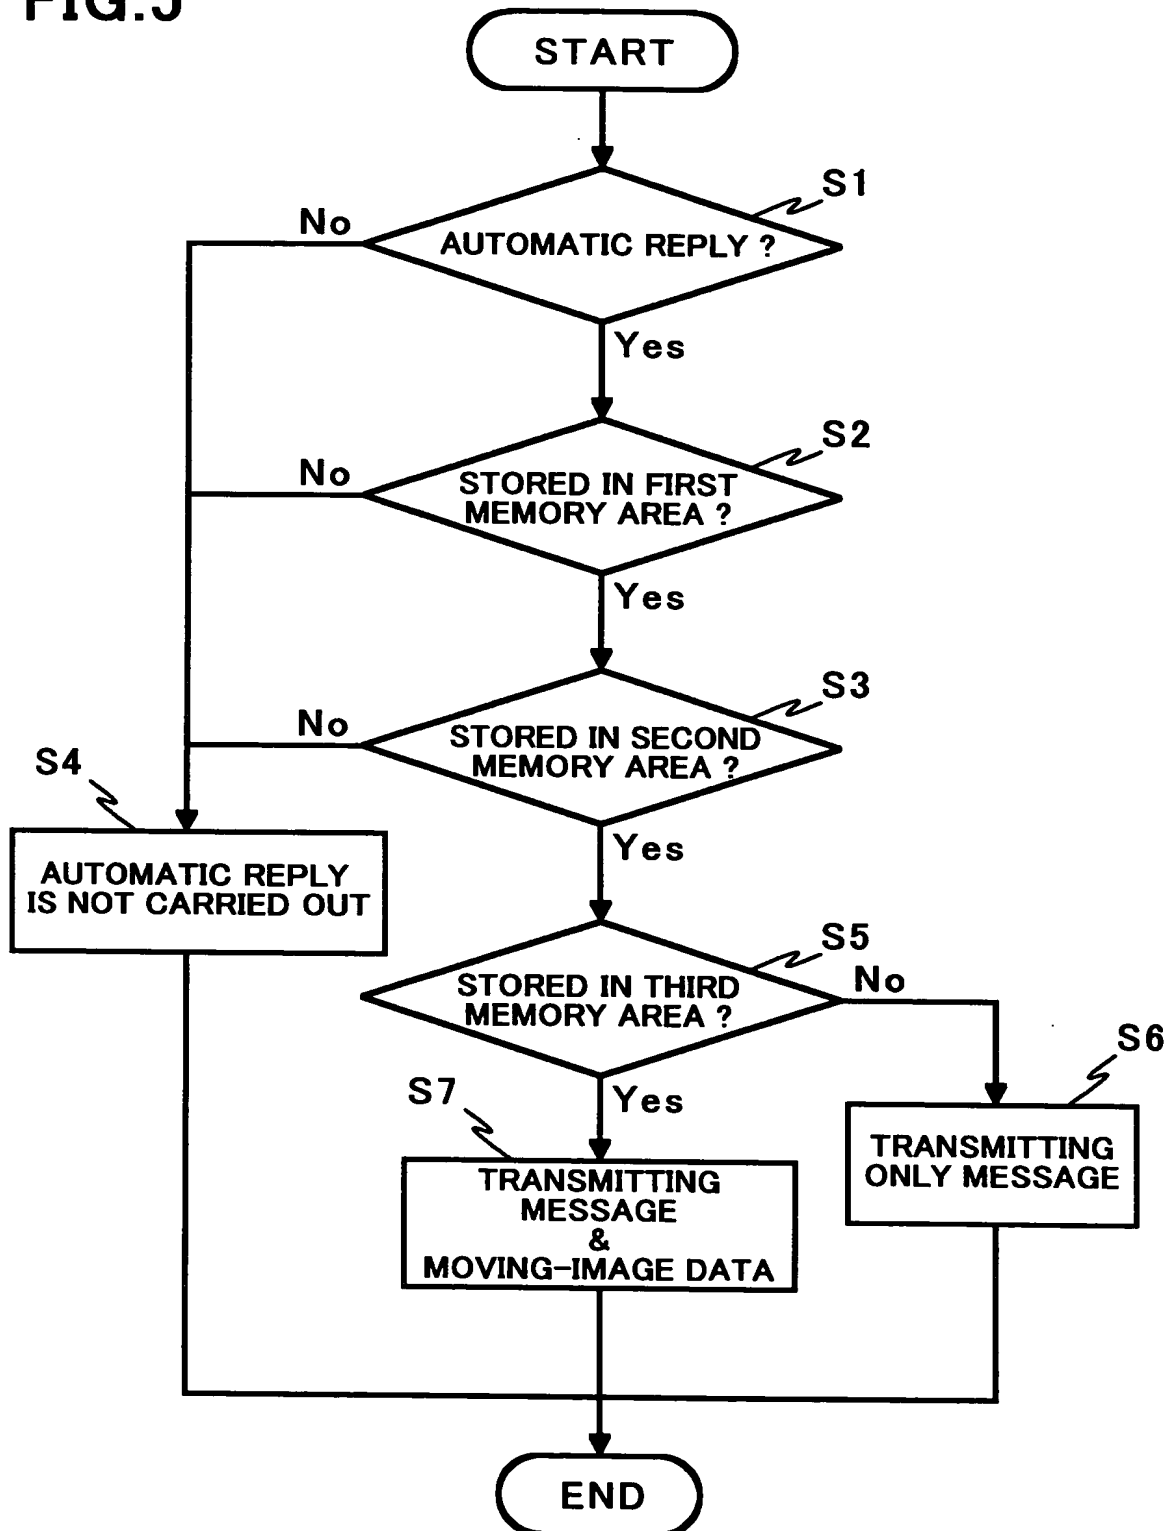 FIG.
START
S1
No
AUTOMATIC REPLY ?
Yes
S2
No
STORED IN FIRST
MEMORY AREA ?
Yes
S3
No
STORED IN SECOND
MEMORY AREA ?
S4
Yes
AUTOMATIC REPLY
IS NOT CARRIED OUT
S5
STORED IN THIRD
MEMORY AREA ?
No
S6
S7
Yes
TRANSMITTING
ONLY MESSAGE
TRANSMITTING
MESSAGE
&
MOVING-IMAGE DATA
END